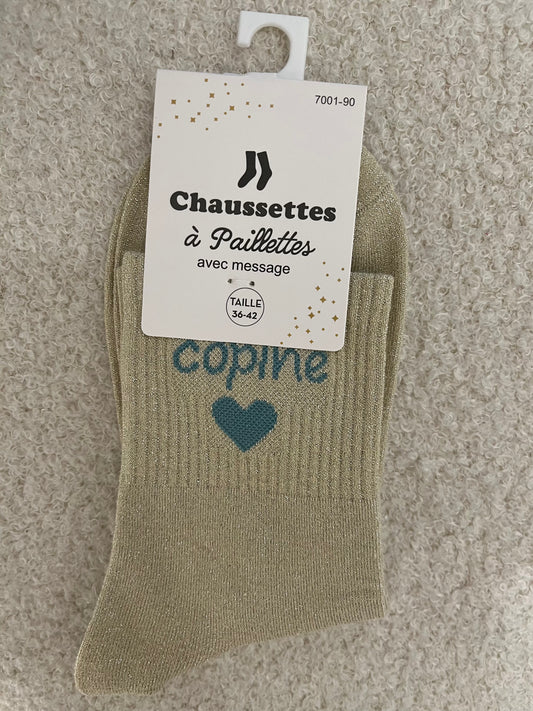 7001-90
Chaussettes
à Paillettes
avec message
TAILLE
36-42
copine